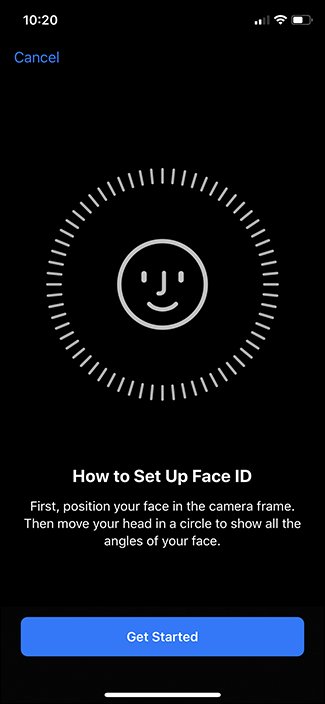 10:20
Cancel
How to Set Up Face ID
First, position your face in the camera frame.
Then move your head in a circle to show all the
angles of your face.
Get Started